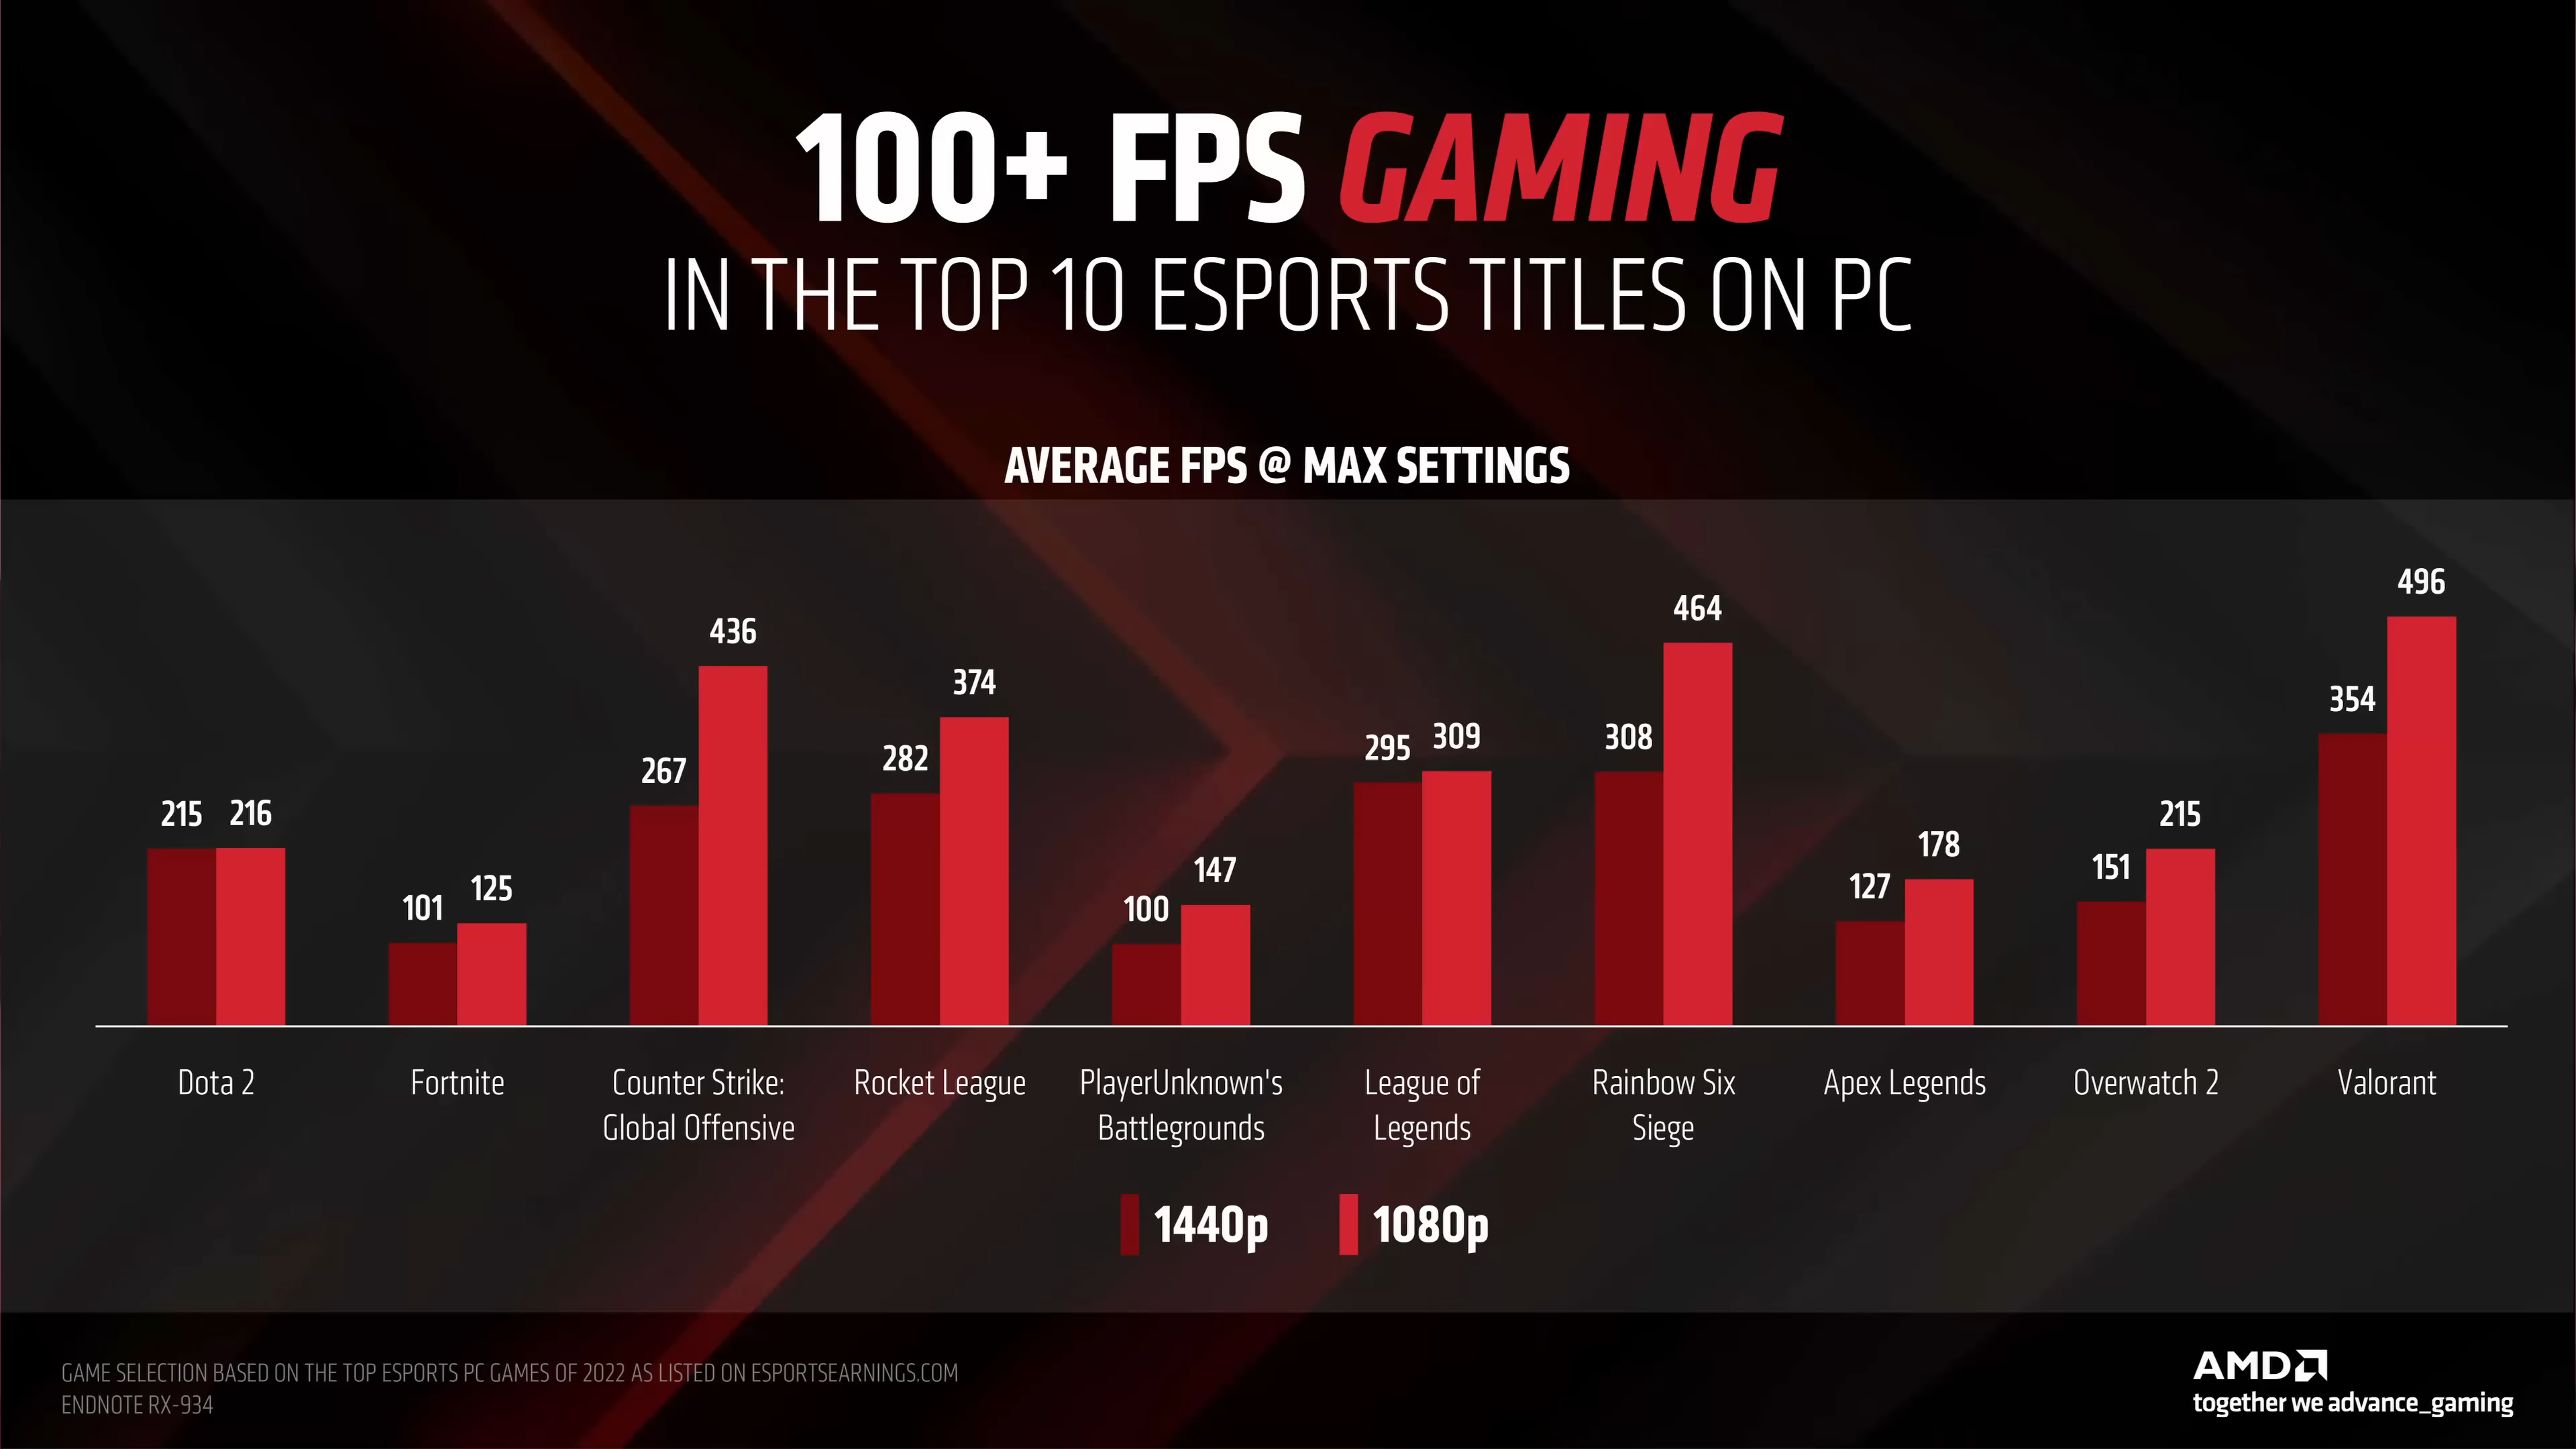 100+ FPS GAMING
IN THE TOP 10 ESPORTS TITLES ON PC
AVERAGE FPS @ MAX SETTINGS
215 216
101 125
267 436
282 374
100 147
295 309
308 464
127 178
151 215
354 496
Dota 2
Fortnite
Counter Strike:
Global Offensive
Rocket League
PlayerUnknown's
Battlegrounds
League of
Legends
Rainbow Six
Siege
Apex Legends
Overwatch 2
Valorant
1440p 1080p
GAME SELECTION BASED ON THE TOP ESPORTS PC GAMES OF 2022 AS LISTED ON ESPORTSEARNINGS.COM
ENDNOTE RX-934
AMD
together we advance_gaming